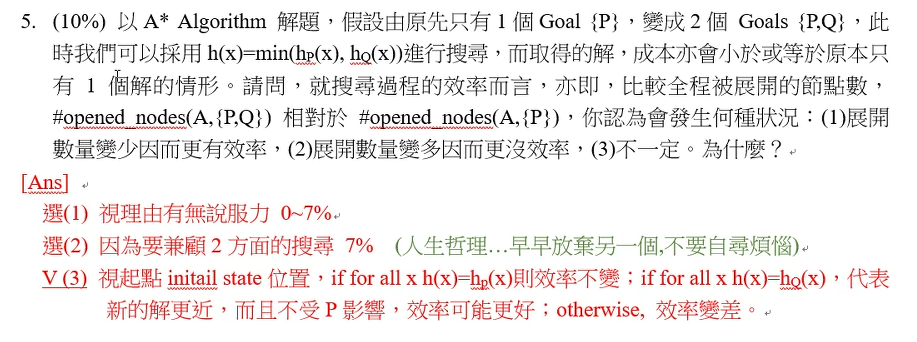 5. (10%) 以 A* Algorithm 解題，假設由原先只有 1 個 Goal {P}，變成 2 個 Goals {P,Q}，此
時我們可以採用 h(x)=min(hP(x), hQ(x))進行搜尋，而取得的解，成本亦會小於或等於原本只
有 1 個解的情形。請問，就搜尋過程的效率而言，亦即，比較全程被展開的節點數，
#opened_nodes(A,{P,Q}) 相對於 #opened_nodes(A,{P})，你認為會發生何種狀況：(1)展開
數量變少因而更有效率，(2)展開數量變多因而更沒效率，(3)不一定。為什麼？
[Ans]
選(1) 視理由有無說服力 0~7%
選(2) 因為要兼顧 2 方面的搜尋 7% (人生哲理…早早放棄另一個,不要自尋煩惱)
V (3) 視起點 initail state 位置，if for all x h(x)=hp(x)則效率不變；if for all x h(x)=hQ(x)，代表
新的解更近，而且不受 P 影響，效率可能更好；otherwise, 效率變差。